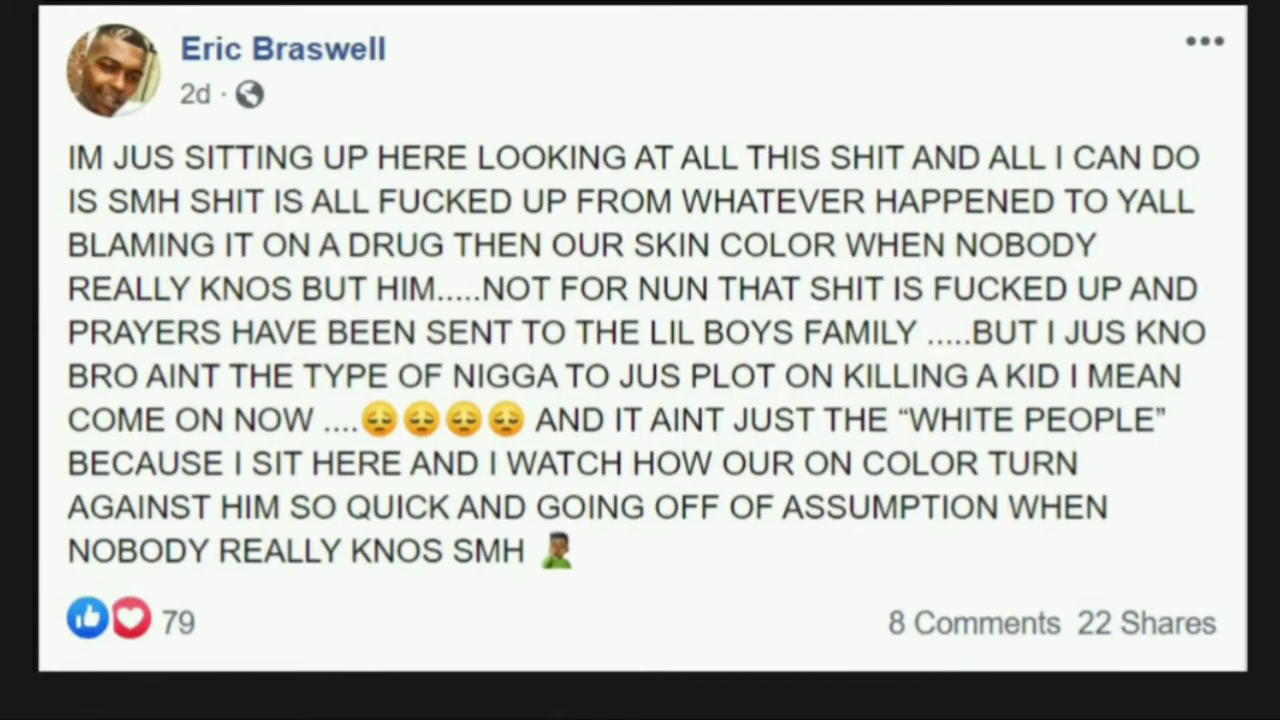 Eric Braswell
2d ·
IM JUS SITTING UP HERE LOOKING AT ALL THIS SHIT AND ALL I CAN DO
IS SMH SHIT IS ALL FUCKED UP FROM WHATEVER HAPPENED TO YALL
BLAMING IT ON A DRUG THEN OUR SKIN COLOR WHEN NOBODY
REALLY KNOS BUT HIM.....NOT FOR NUN THAT SHIT IS FUCKED UP AND
PRAYERS HAVE BEEN SENT TO THE LIL BOYS FAMILY .....BUT I JUS KNO
BRO AINT THE TYPE OF NIGGA TO JUS PLOT ON KILLING A KID I MEAN
COME ON NOW ....😔😔😔😔 AND IT AINT JUST THE “WHITE PEOPLE”
BECAUSE I SIT HERE AND I WATCH HOW OUR ON COLOR TURN
AGAINST HIM SO QUICK AND GOING OFF OF ASSUMPTION WHEN
NOBODY REALLY KNOS SMH 🤦🏾‍♂️
79
8 Comments 22 Shares